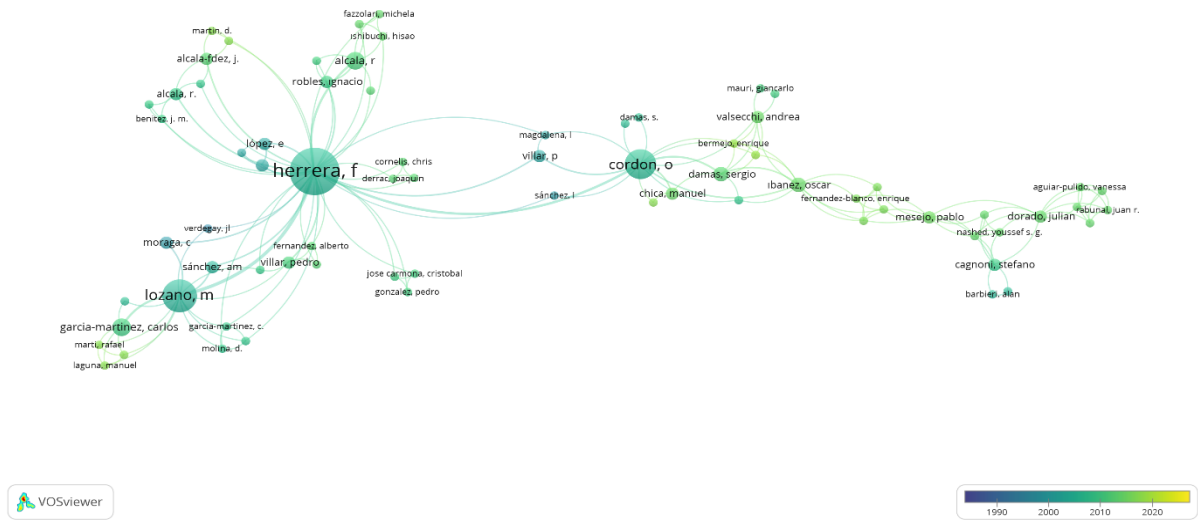 fazzolari, michela
martín, d.
ishibuchi, hisao
alcala-fdez, j.
alcala, r
robles, ignacio
mauri, giancarlo
alcala, r.
benitez, j. m.
damas, s.
valsecchi, andrea
magdalena, l
lópez, e
bermejo, enrique
villar, p
cornelis, chris
cordon, o
herrera, f
derrac, joaquin
damas, sergio
ibanez, oscar
aguiar-pulido, vanessa
sánchez, l
chica, manuel
fernandez-blanco, enrique
rabunal, juan r.
mesejo, pablo
dorado, julian
verdegay, jl
nashed, youssef s. g.
moraga, c
fernandez, alberto
villar, pedro
sánchez, am
cagnoni, stefano
jose carmona, cristobal
lozano, m
gonzalez, pedro
barbieri, alan
garcia-martinez, carlos
garcia-martinez, c.
marti, rafael
molina, d.
laguna, manuel
VOSviewer
1990 2000 2010 2020